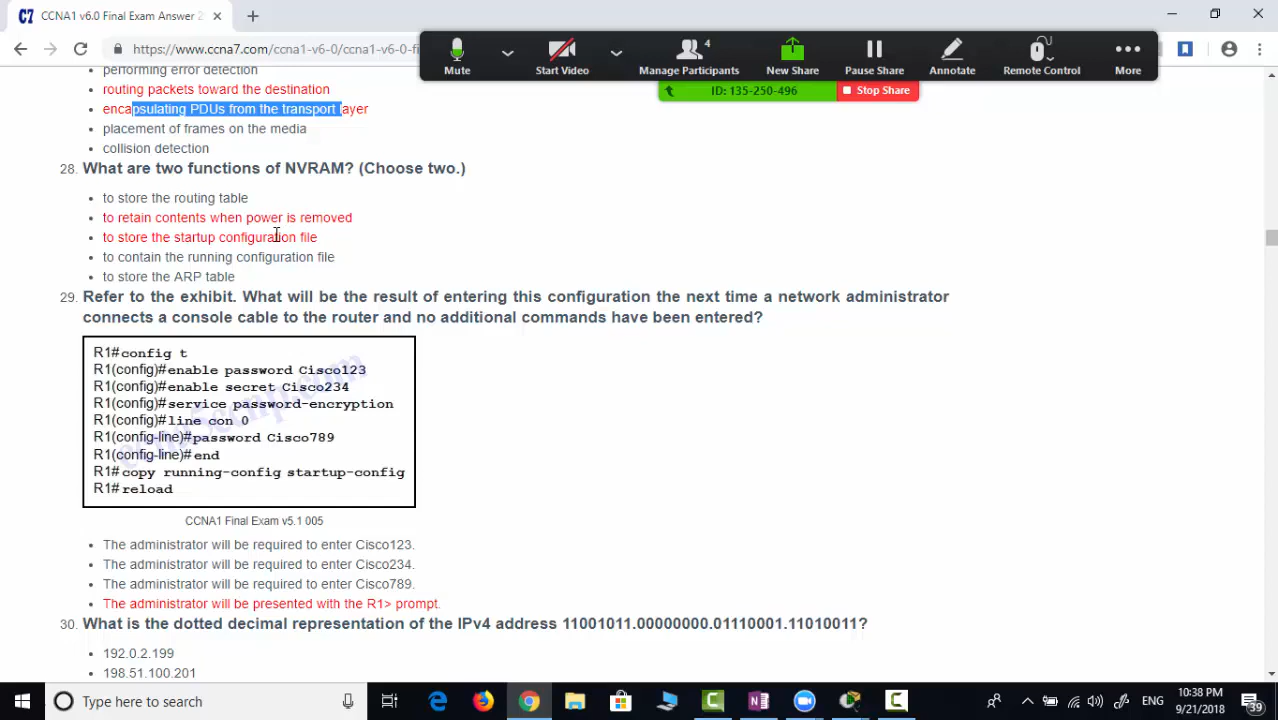 CCNA1 v6.0 Final Exam Answer 2
https://www.ccna7.com/ccna1-v6-0/ccna1-v6-0-fi
Mute
Start Video
4
Manage Participants
New Share
Pause Share
Annotate
Remote Control
More
ID: 135-250-496
Stop Share
performing error detection
routing packets toward the destination
encapsulating PDUs from the transport layer
placement of frames on the media
collision detection
28. What are two functions of NVRAM? (Choose two.)
to store the routing table
to retain contents when power is removed
to store the startup configuration file
to contain the running configuration file
to store the ARP table
29. Refer to the exhibit. What will be the result of entering this configuration the next time a network administrator
connects a console cable to the router and no additional commands have been entered?
R1#config t
R1(config)#enable password Cisco123
R1(config)#enable secret Cisco234
R1(config)#service password-encryption
R1(config)#line con 0
R1(config-line)#password Cisco789
R1(config-line)#end
R1#copy running-config startup-config
R1#reload
CCNA1 Final Exam v5.1 005
The administrator will be required to enter Cisco123.
The administrator will be required to enter Cisco234.
The administrator will be required to enter Cisco789.
The administrator will be presented with the R1> prompt.
30. What is the dotted decimal representation of the IPv4 address 11001011.00000000.01110001.11010011?
192.0.2.199
198.51.100.201
Type here to search
ENG
10:38 PM
9/21/2018
39